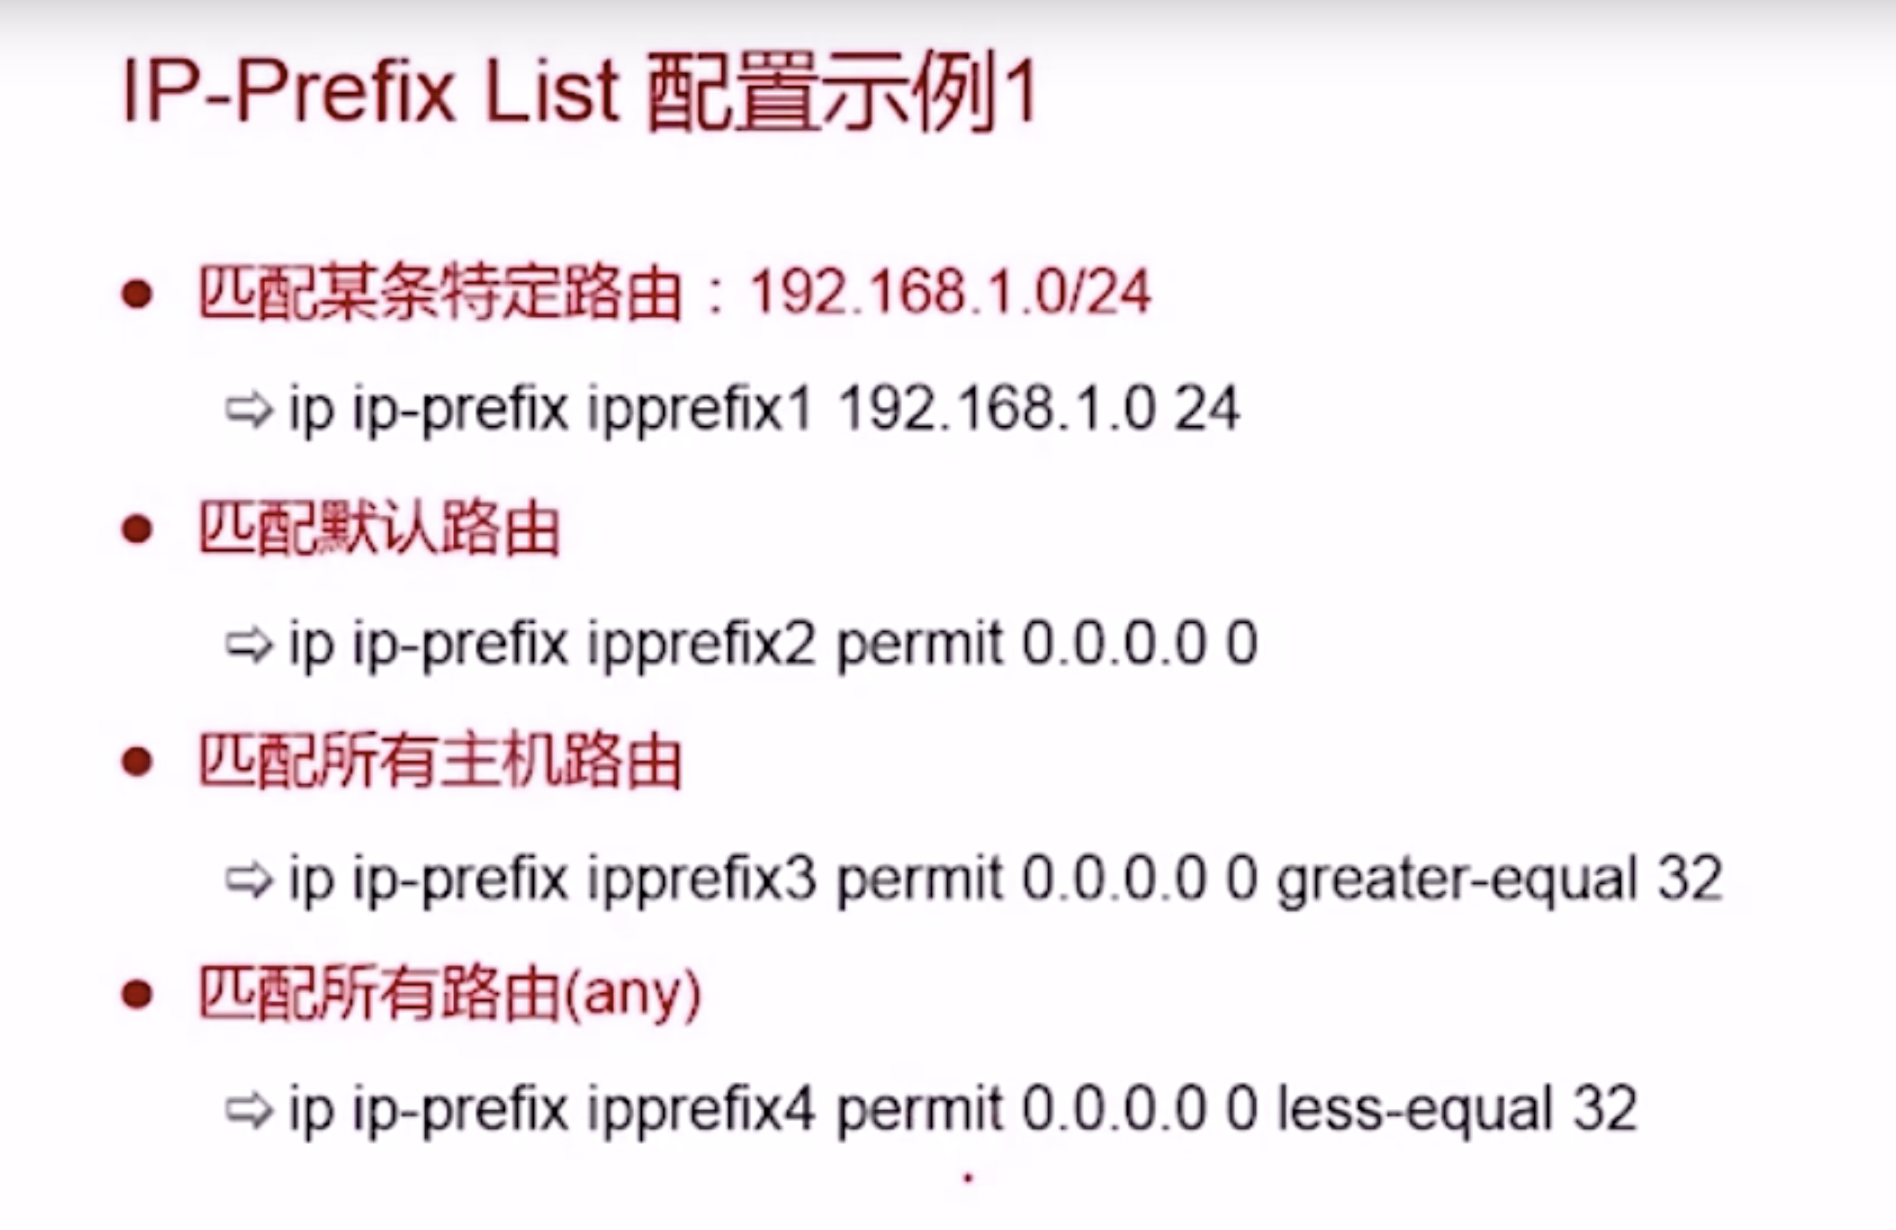 IP-Prefix List 配置示例1
● 匹配某条特定路由：192.168.1.0/24
⇨ ip ip-prefix ipprefix1 192.168.1.0 24
● 匹配默认路由
⇨ ip ip-prefix ipprefix2 permit 0.0.0.0 0
● 匹配所有主机路由
⇨ ip ip-prefix ipprefix3 permit 0.0.0.0 0 greater-equal 32
● 匹配所有路由(any)
⇨ ip ip-prefix ipprefix4 permit 0.0.0.0 0 less-equal 32